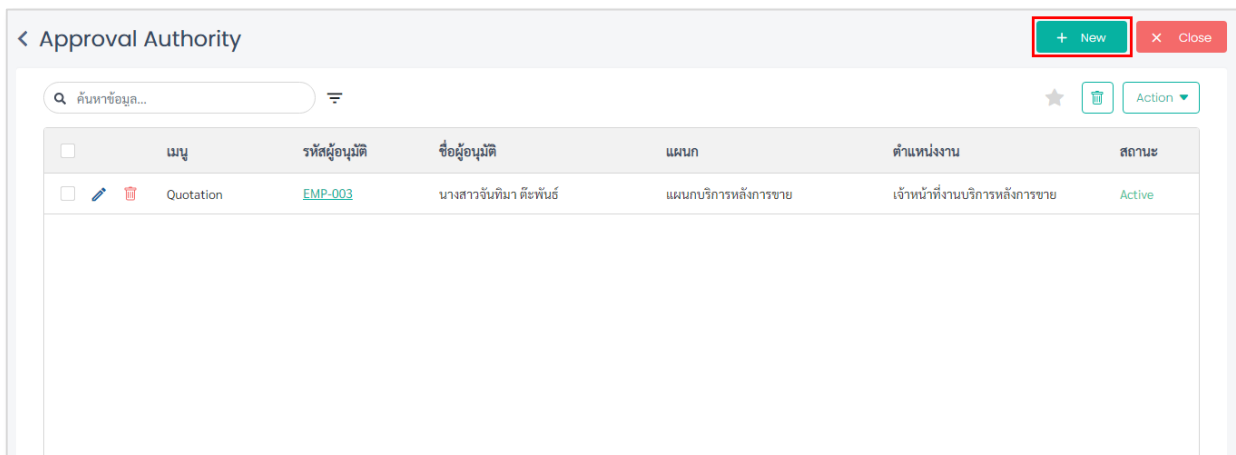 Approval Authority
+ New
× Close
ค้นหาข้อมูล...
Action
เมนู รหัสผู้อนุมัติ ชื่อผู้อนุมัติ แผนก ตำแหน่งงาน สถานะ
Quotation EMP-003 นางสาวจันทิมา ต๊ะพันธ์ แผนกบริการหลังการขาย เจ้าหน้าที่งานบริการหลังการขาย Active